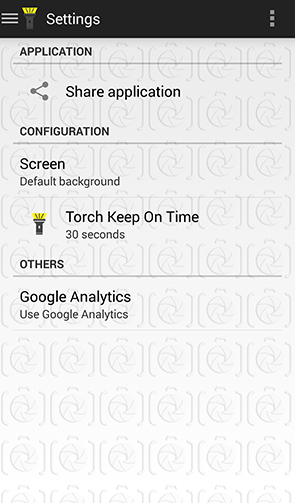 Settings
APPLICATION
Share application
CONFIGURATION
Screen
Default background
Torch Keep On Time
30 seconds
OTHERS
Google Analytics
Use Google Analytics